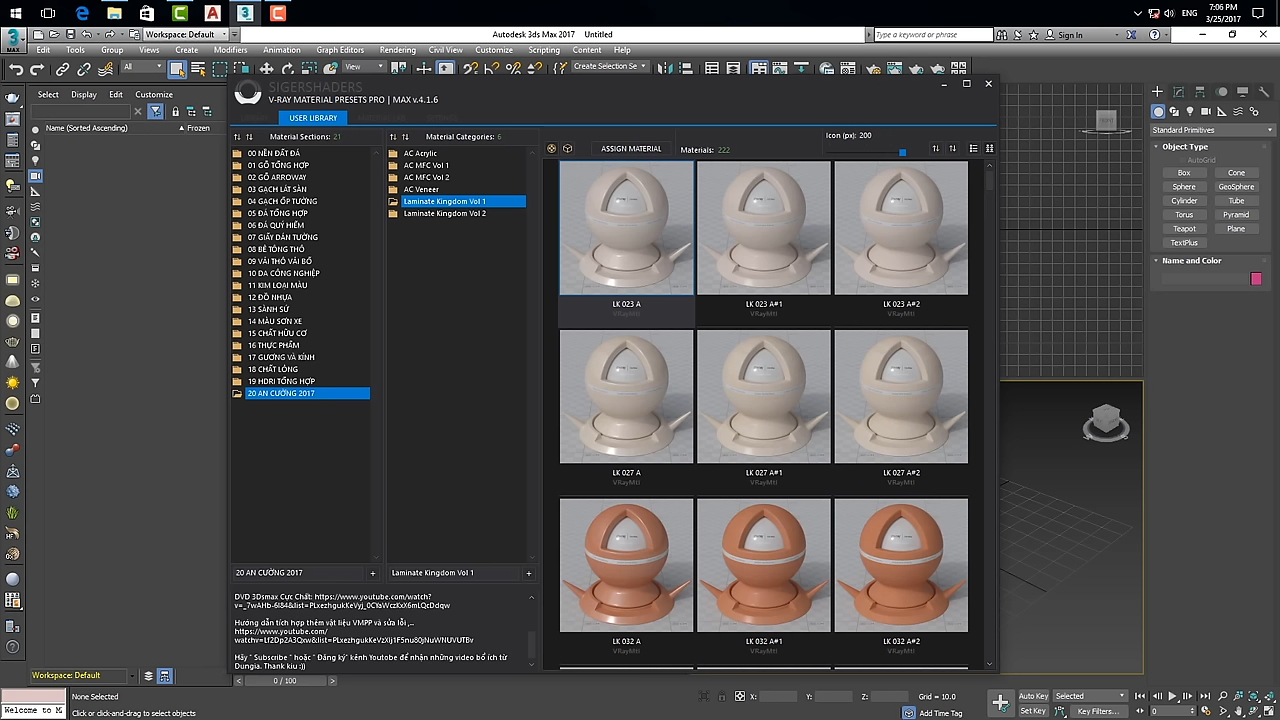 7:06 PM
ENG
3/25/2017
Workspace: Default
Autodesk 3ds Max 2017
Untitled
Type a keyword or phrase
Sign In
MAX
Edit
Tools
Group
Views
Create
Modifiers
Animation
Graph Editors
Rendering
Civil View
Customize
Scripting
Content
Help
All
View
Create Selection Se
SIGERSHADERS
V-RAY MATERIAL PRESETS PRO | MAX v.4.1.6
USER LIBRARY
Select
Display
Edit
Customize
Name (Sorted Ascending)
▲ Frozen
Material Sections: 21
Material Categories: 6
ASSIGN MATERIAL
Materials: 222
Icon (px): 200
00 NỀN ĐẤT ĐÁ
01 GỖ TỔNG HỢP
02 GỖ ARROWAY
03 GẠCH LÁT SÀN
04 GẠCH ỐP TƯỜNG
05 ĐÁ TỔNG HỢP
06 ĐÁ QUÝ HIẾM
07 GIẤY DÁN TƯỜNG
08 BÊ TÔNG THÔ
09 VẢI THÔ VẢI BỐ
10 DA CÔNG NGHIỆP
11 KIM LOẠI MÀU
12 ĐỒ NHỰA
13 SÀNH SỨ
14 MÀU SƠN XE
15 CHẤT HỮU CƠ
16 THỰC PHẨM
17 GƯƠNG VÀ KÍNH
18 CHẤT LỎNG
19 HDRI TỔNG HỢP
20 AN CƯỜNG 2017
AC Acrylic
AC MFC Vol 1
AC MFC Vol 2
AC Veneer
Laminate Kingdom Vol 1
Laminate Kingdom Vol 2
LK 023 A
VRayMtl
LK 023 A#1
VRayMtl
LK 023 A#2
VRayMtl
LK 027 A
VRayMtl
LK 027 A#1
VRayMtl
LK 027 A#2
VRayMtl
LK 032 A
VRayMtl
LK 032 A#1
VRayMtl
LK 032 A#2
VRayMtl
20 AN CƯỜNG 2017
+
Laminate Kingdom Vol 1
+
DVD 3Dsmax Cực Chất: https://www.youtube.com/watch?
Hướng dẫn tích hợp thêm vật liệu VMPP và sửa lỗi ,..
https://www.youtube.com/
Hãy " Subscribe " hoặc " Đăng ký" kênh Youtobe để nhận những video bổ ích từ
Dungia. Thank kiu :))
Standard Primitives
Object Type
AutoGrid
Box
Cone
Sphere
GeoSphere
Cylinder
Tube
Torus
Pyramid
Teapot
Plane
TextPlus
Name and Color
Workspace: Default
0 / 100
None Selected
Welcome to M
Click or click-and-drag to select objects
X:
Y:
Z:
Grid = 10.0
Add Time Tag
Auto Key
Selected
Set Key
Key Filters...
0